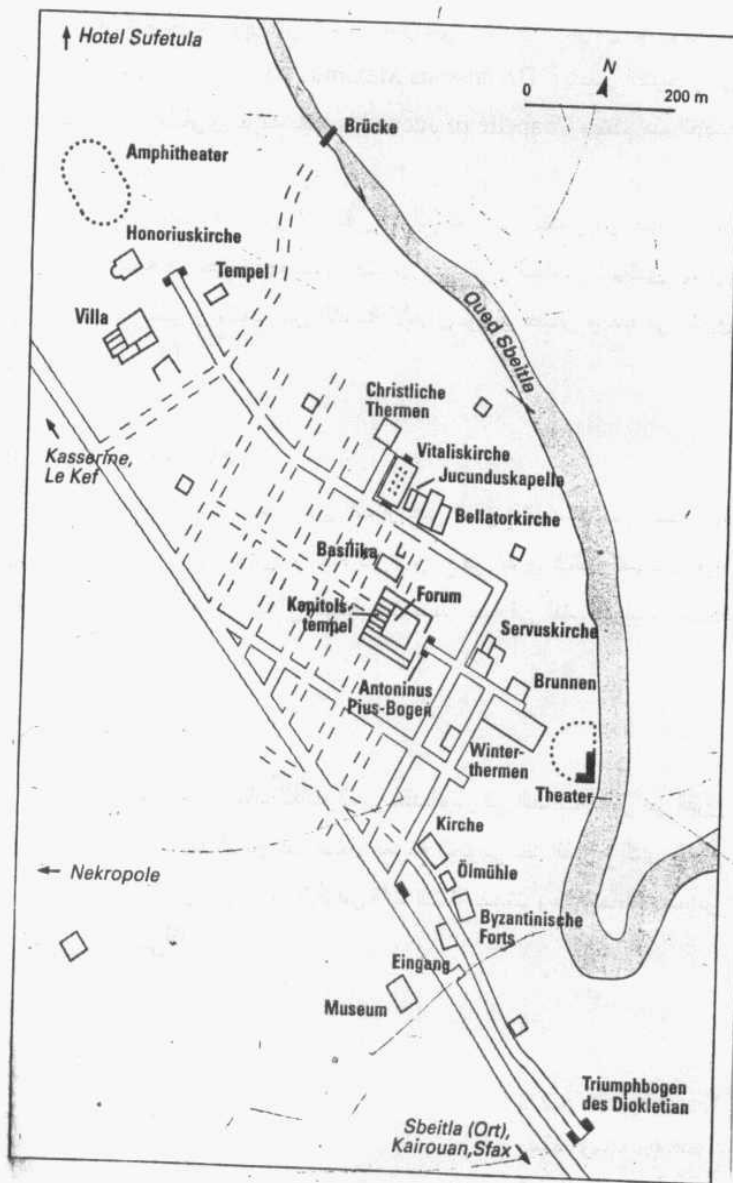 Hotel Sufetula
N
0 200 m
Brücke
Amphitheater
Honoriuskirche
Tempel
Villa
Oued Sbeitla
Christliche
Thermen
Kasserine,
Le Kef
Vitaliskirche
Jucunduskapelle
Bellatorkirche
Basilika
Forum
Kapitols-
tempel
Servuskirche
Antoninus
Pius-Bogen
Brunnen
Winter-
thermen
Theater
Kirche
Ölmühle
Nekropole
Byzantinische
Forts
Eingang
Museum
Triumphbogen
des Diokletian
Sbeitla (Ort),
Kairouan, Sfax